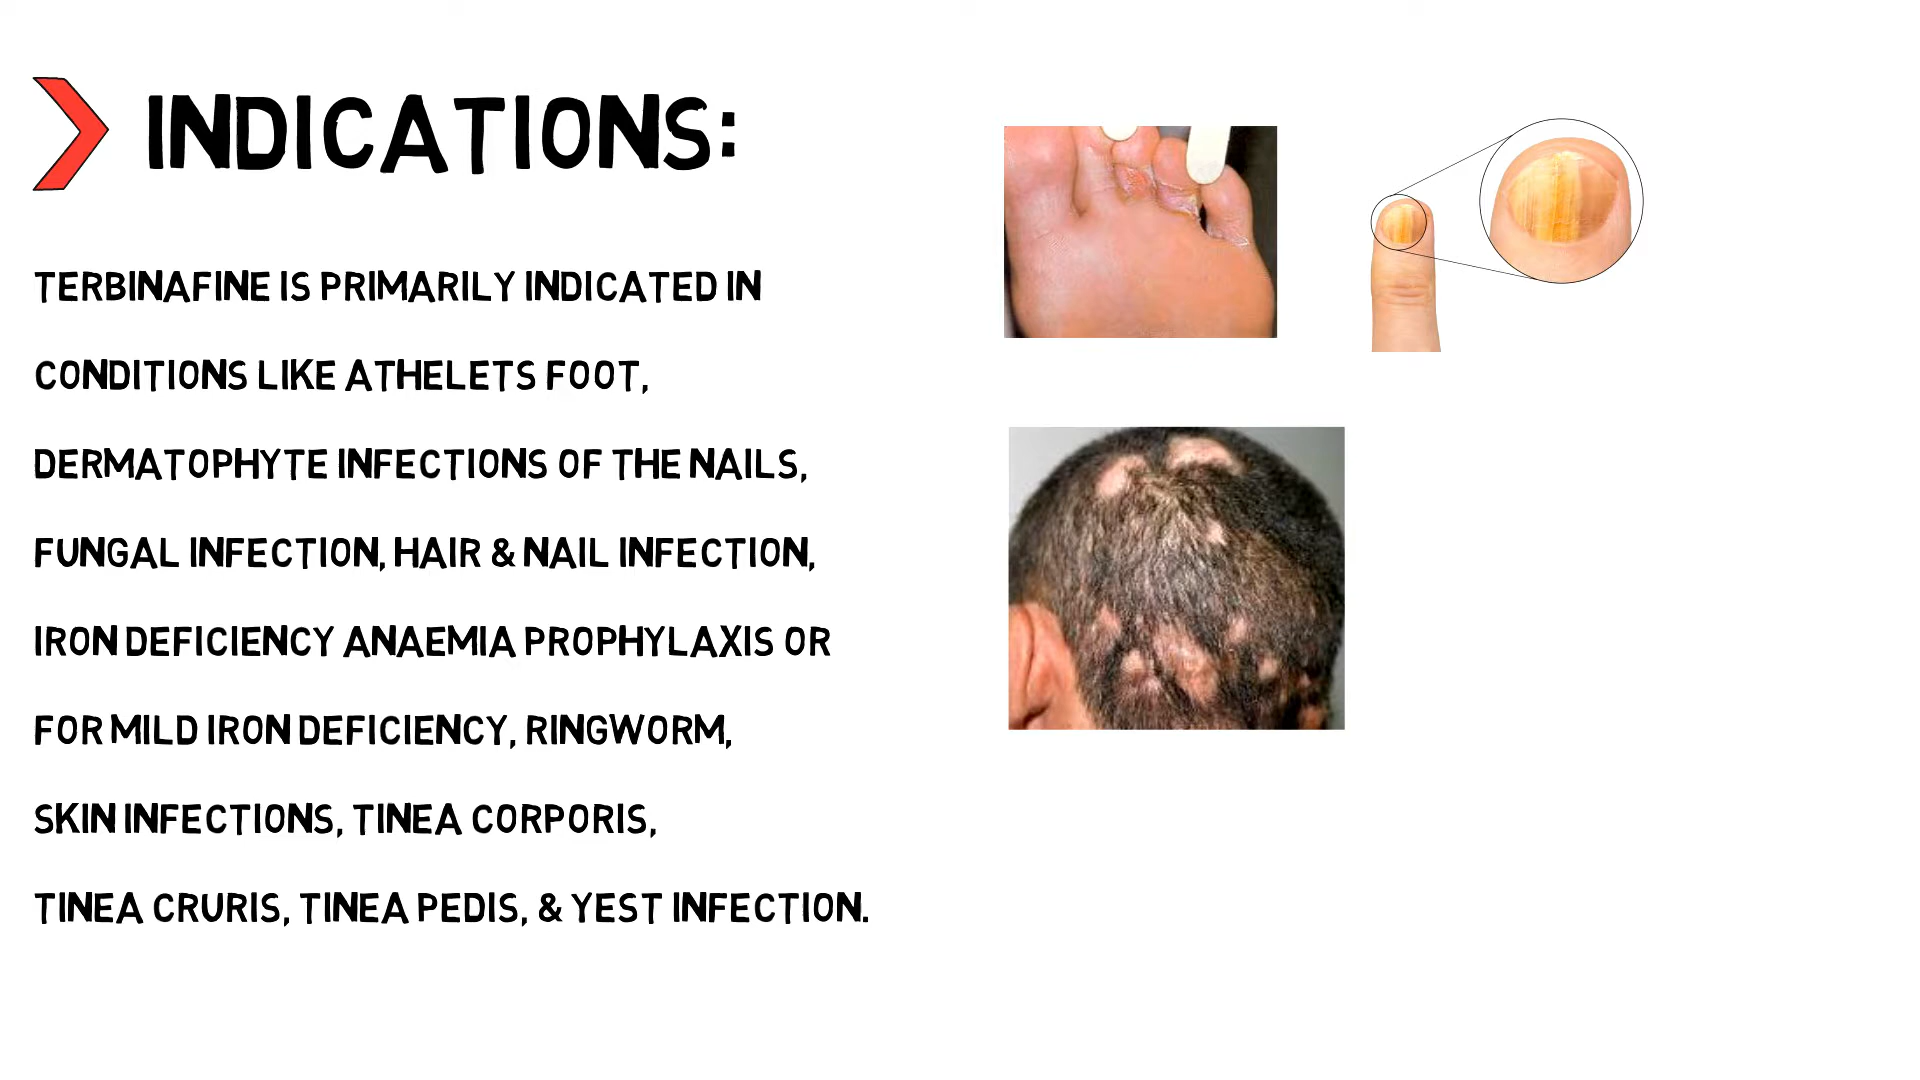 INDICATIONS:
TERBINAFINE IS PRIMARILY INDICATED IN
CONDITIONS LIKE ATHELETS FOOT,
DERMATOPHYTE INFECTIONS OF THE NAILS,
FUNGAL INFECTION, HAIR & NAIL INFECTION,
IRON DEFICIENCY ANAEMIA PROPHYLAXIS OR
FOR MILD IRON DEFICIENCY, RINGWORM,
SKIN INFECTIONS, TINEA CORPORIS,
TINEA CRURIS, TINEA PEDIS, & YEST INFECTION.